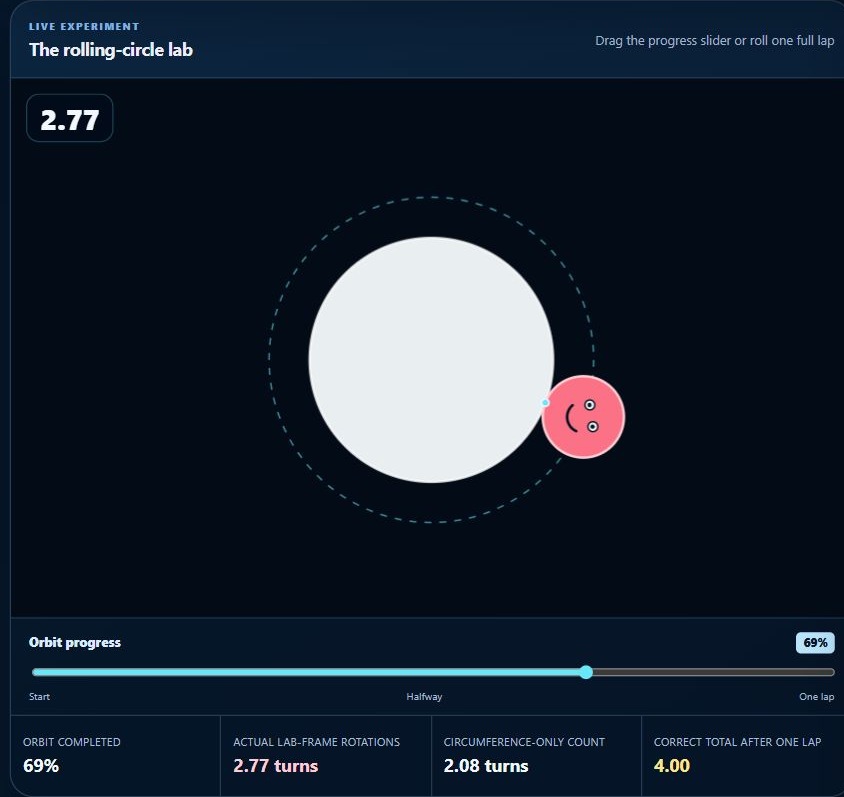 LIVE EXPERIMENT
The rolling-circle lab
Drag the progress slider or roll one full lap
2.77
Orbit progress
69%
Start
Halfway
One lap
ORBIT COMPLETED
69%
ACTUAL LAB-FRAME ROTATIONS
2.77 turns
CIRCUMFERENCE-ONLY COUNT
2.08 turns
CORRECT TOTAL AFTER ONE LAP
4.00